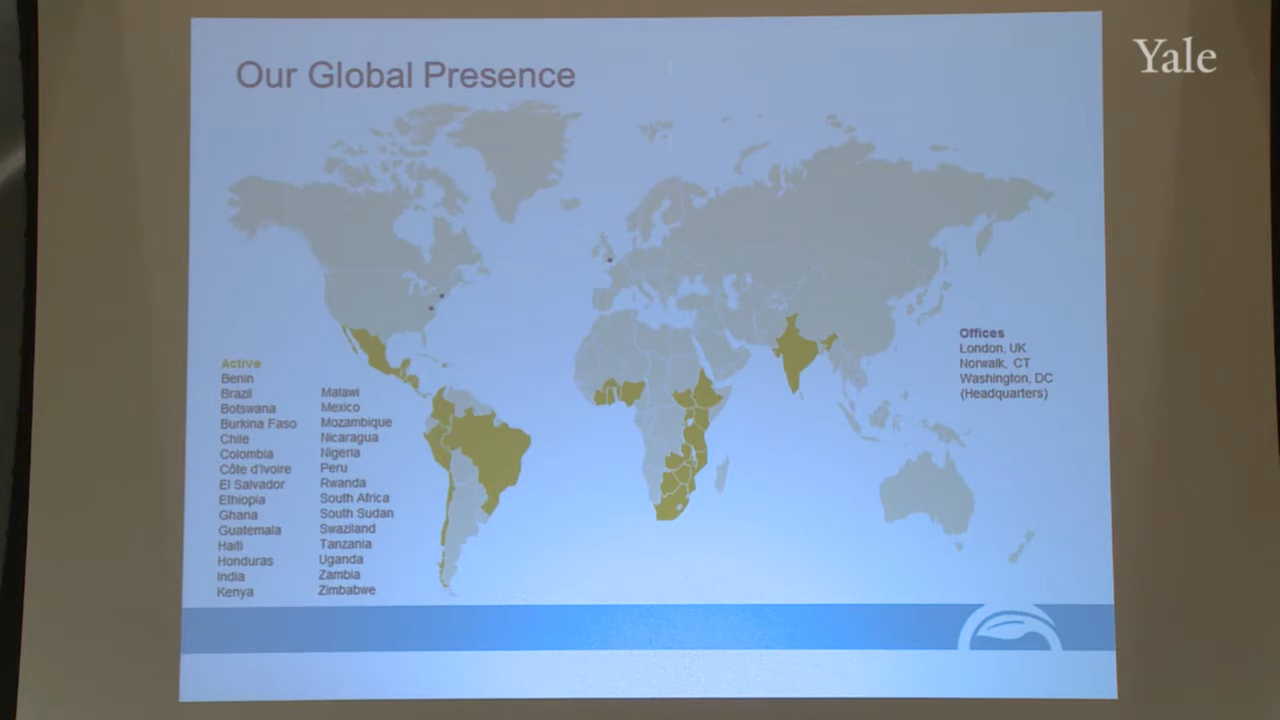 Our Global Presence
Yale
Active
Benin
Brazil
Botswana
Burkina Faso
Chile
Colombia
Côte d'Ivoire
El Salvador
Ethiopia
Ghana
Guatemala
Haiti
Honduras
India
Kenya
Malawi
Mexico
Mozambique
Nicaragua
Nigeria
Peru
Rwanda
South Africa
South Sudan
Swaziland
Tanzania
Uganda
Zambia
Zimbabwe
Offices
London, UK
Norwalk, CT
Washington, DC
(Headquarters)